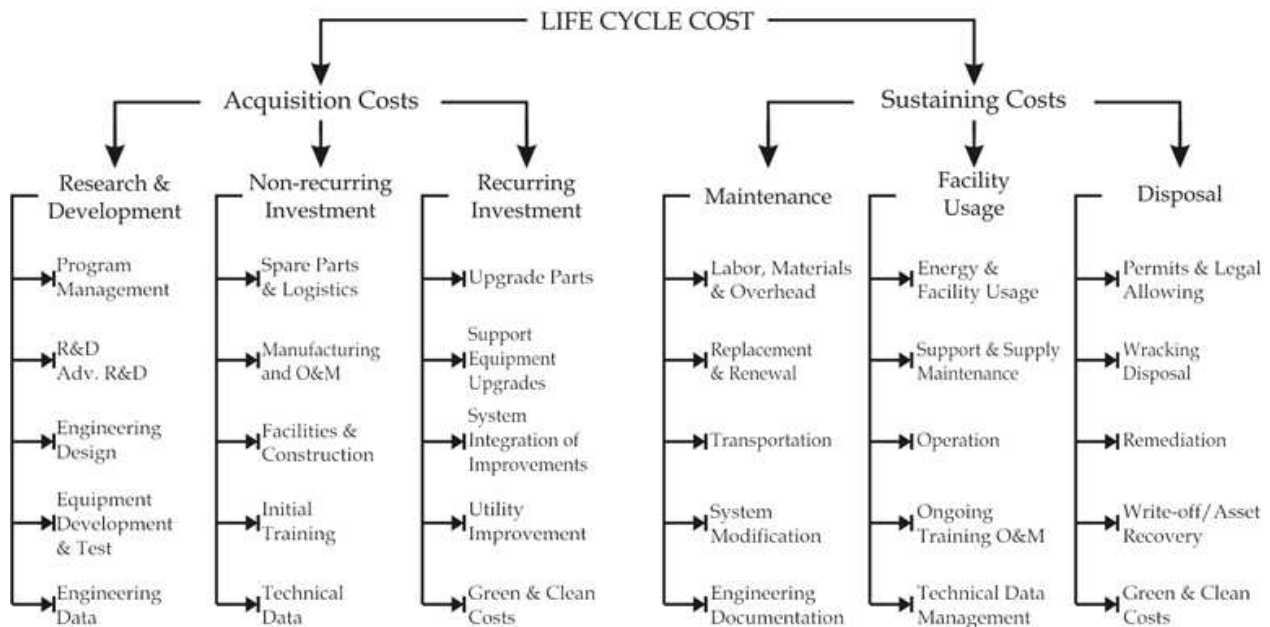 LIFE CYCLE COST
Acquisition Costs
Sustaining Costs
Research &
Development
Program
Management
R&D
Adv. R&D
Engineering
Design
Equipment
Development
& Test
Engineering
Data
Non-recurring
Investment
Spare Parts
& Logistics
Manufacturing
and O&M
Facilities &
Construction
Initial
Training
Technical
Data
Recurring
Investment
Upgrade Parts
Support
Equipment
Upgrades
System
Integration of
Improvements
Utility
Improvement
Green & Clean
Costs
Maintenance
Labor, Materials
& Overhead
Replacement
& Renewal
Transportation
System
Modification
Engineering
Documentation
Facility
Usage
Energy &
Facility Usage
Support & Supply
Maintenance
Operation
Ongoing
Training O&M
Technical Data
Management
Disposal
Permits & Legal
Allowing
Wracking
Disposal
Remediation
Write-off/Asset
Recovery
Green & Clean
Costs